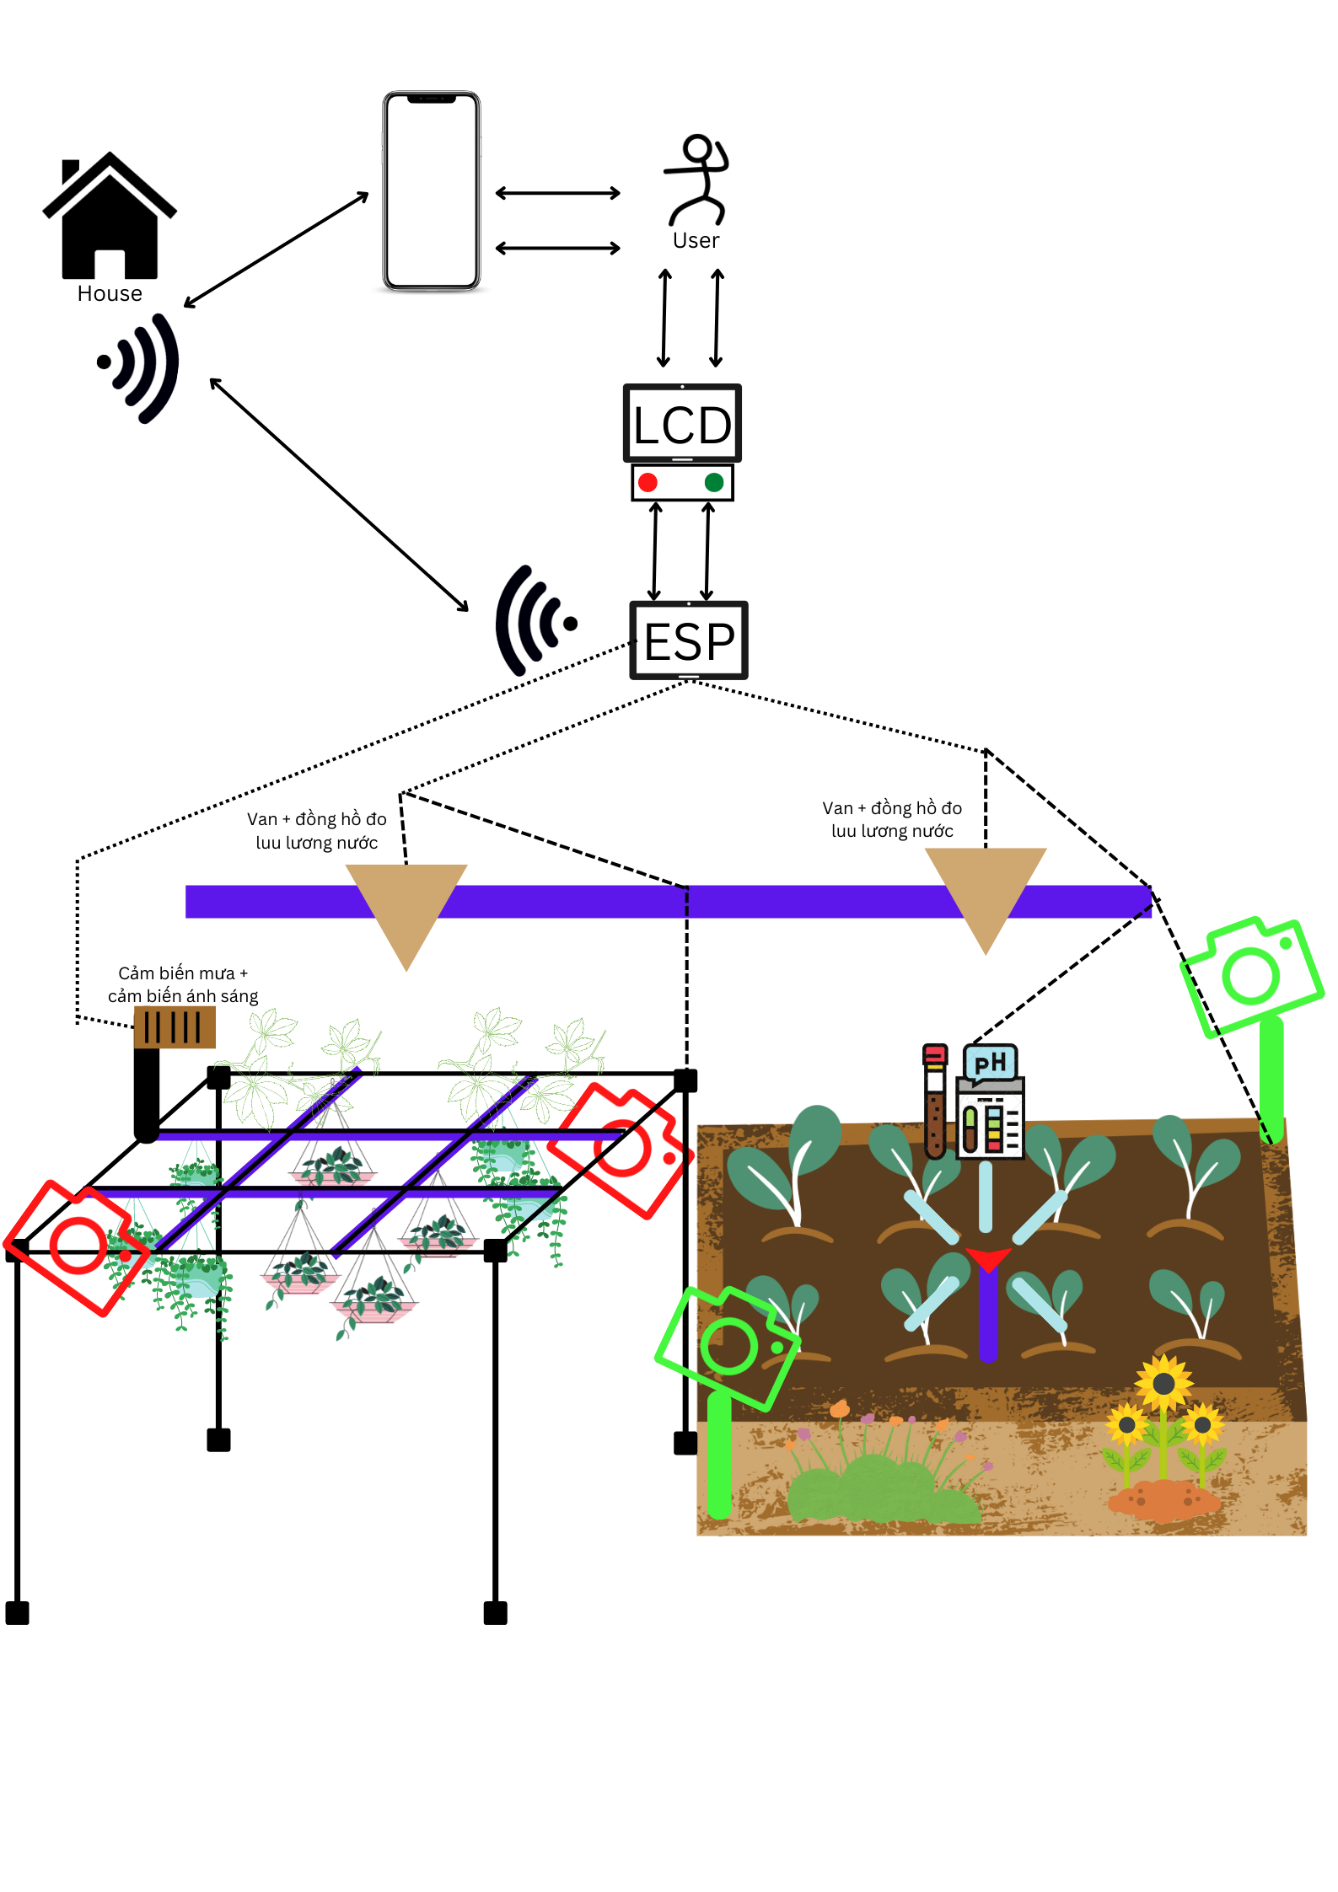 User
House
LCD
ESP
Van + đồng hồ đo
luu lương nước
Van + đồng hồ đo
luu lương nước
Cảm biến mưa +
cảm biến ánh sáng
pH